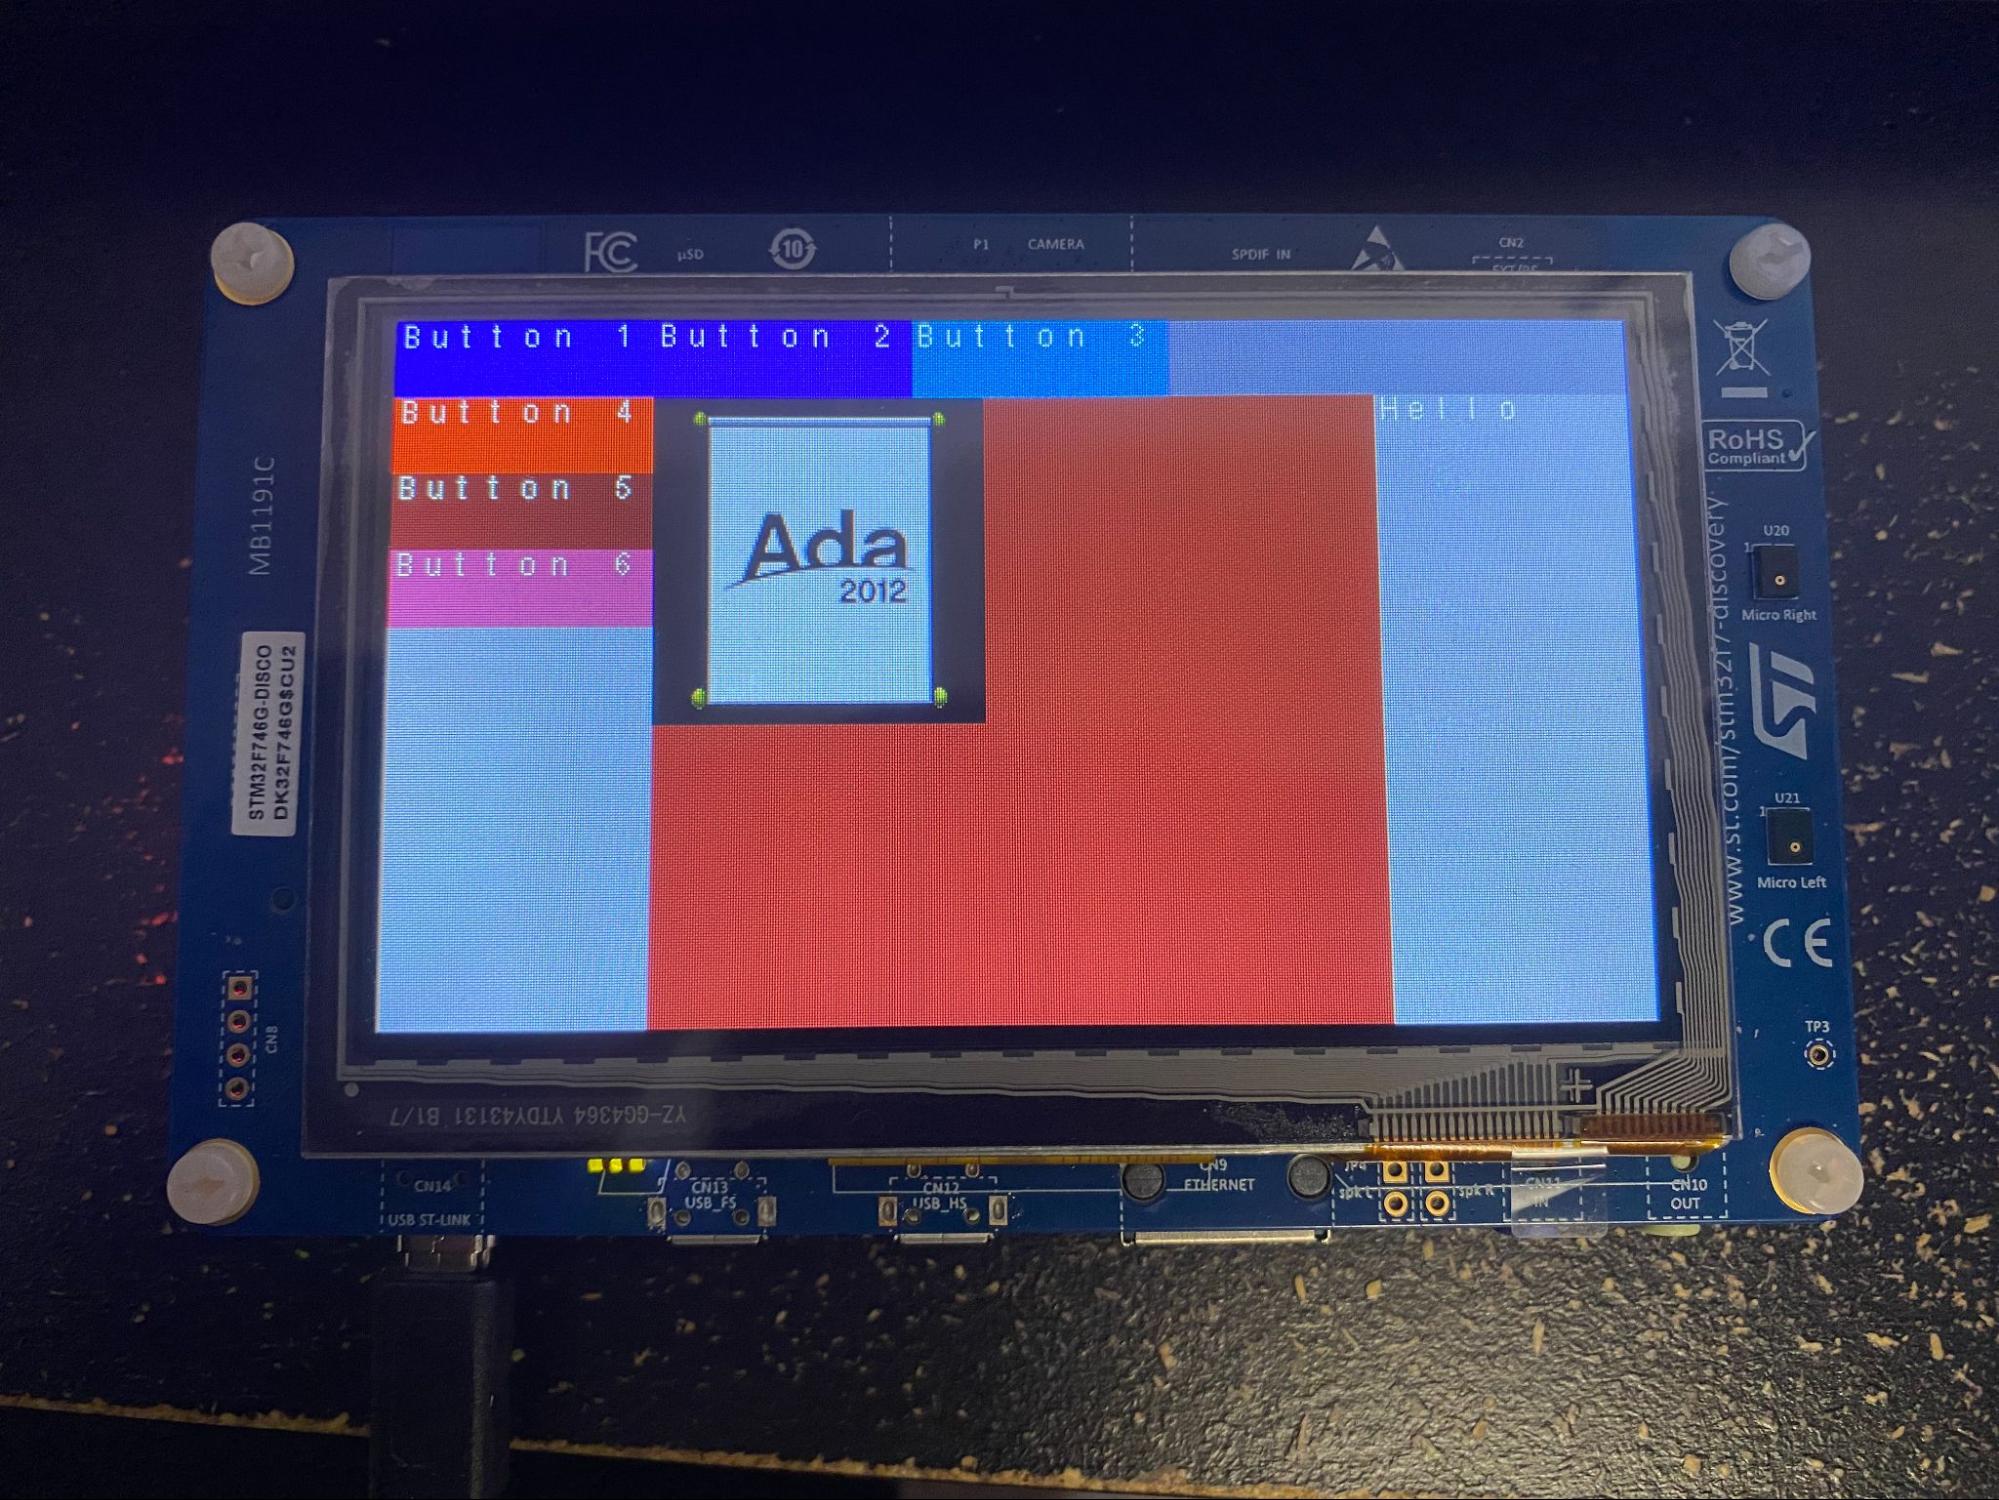 FC
µSD
10
P1 CAMERA
SPDIF IN
CN2
Button 1 Button 2 Button 3
Button 4
Button 5
Button 6
Hello
Ada
2012
MB1191C
STM32F746G-DISCO
DK32F746G$CU2
CN8
RoHS
Compliant
U20
1
Micro Right
ST
U21
1
Micro Left
www.st.com/stm32f7-discovery
CE
TP3
YZ-GG4364 YTDY43131 B1/7
CN14
USB ST-LINK
CN13
USB_FS
CN12
USB_HS
CN9
ETHERNET
JP4
spk L
spk R
CN11
IN
CN10
OUT